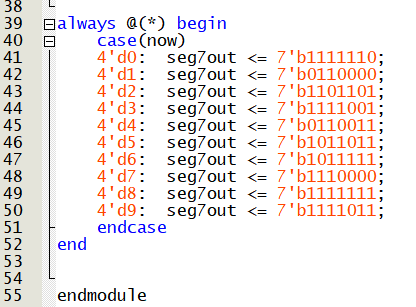 38
39 always @(*) begin
40     case(now)
41     4'd0:  seg7out <= 7'b1111110;
42     4'd1:  seg7out <= 7'b0110000;
43     4'd2:  seg7out <= 7'b1101101;
44     4'd3:  seg7out <= 7'b1111001;
45     4'd4:  seg7out <= 7'b0110011;
46     4'd5:  seg7out <= 7'b1011011;
47     4'd6:  seg7out <= 7'b1011111;
48     4'd7:  seg7out <= 7'b1110000;
49     4'd8:  seg7out <= 7'b1111111;
50     4'd9:  seg7out <= 7'b1111011;
51     endcase
52 end
53
54
55 endmodule